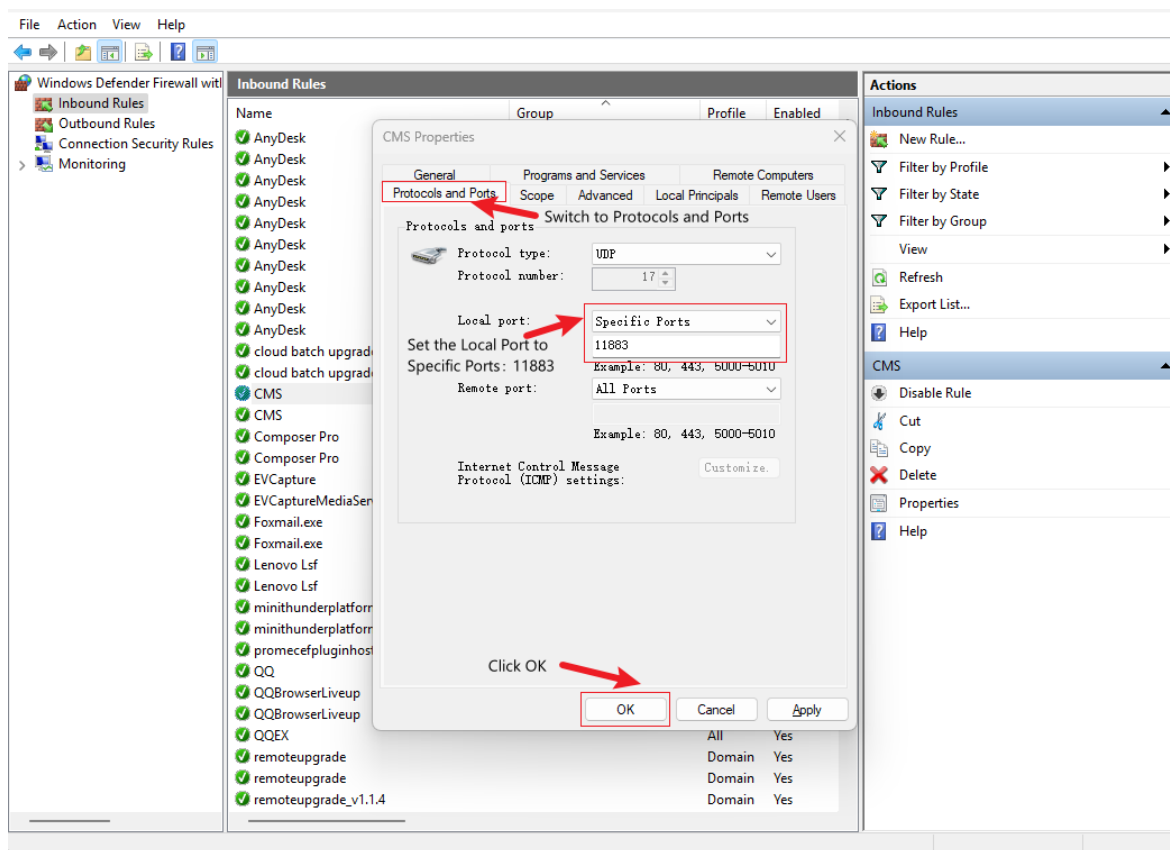 File Action View Help
Windows Defender Firewall witl
Inbound Rules
Outbound Rules
Connection Security Rules
Monitoring
Inbound Rules
Name Group Profile Enabled
AnyDesk
AnyDesk
AnyDesk
AnyDesk
AnyDesk
AnyDesk
AnyDesk
AnyDesk
AnyDesk
AnyDesk
cloud batch upgrade
cloud batch upgrade
CMS
CMS
Composer Pro
Composer Pro
EVCapture
EVCaptureMediaSer
Foxmail.exe
Foxmail.exe
Lenovo Lsf
Lenovo Lsf
minithunderplatforr
minithunderplatforr
promecefpluginhost
QQ
QQBrowserLiveup
QQBrowserLiveup
QQEX All Yes
remoteupgrade Domain Yes
remoteupgrade Domain Yes
remoteupgrade_v1.1.4 Domain Yes
CMS Properties
General Programs and Services Remote Computers
Protocols and Ports Scope Advanced Local Principals Remote Users
Switch to Protocols and Ports
Protocols and ports
Protocol type: UDP
Protocol number: 17
Local port: Specific Ports
Set the Local Port to
Specific Ports: 11883
11883
Example: 80, 443, 5000-5010
Remote port: All Ports
Example: 80, 443, 5000-5010
Internet Control Message
Protocol (ICMP) settings:
Customize.
Click OK
OK Cancel Apply
Actions
Inbound Rules
New Rule...
Filter by Profile
Filter by State
Filter by Group
View
Refresh
Export List...
Help
CMS
Disable Rule
Cut
Copy
Delete
Properties
Help